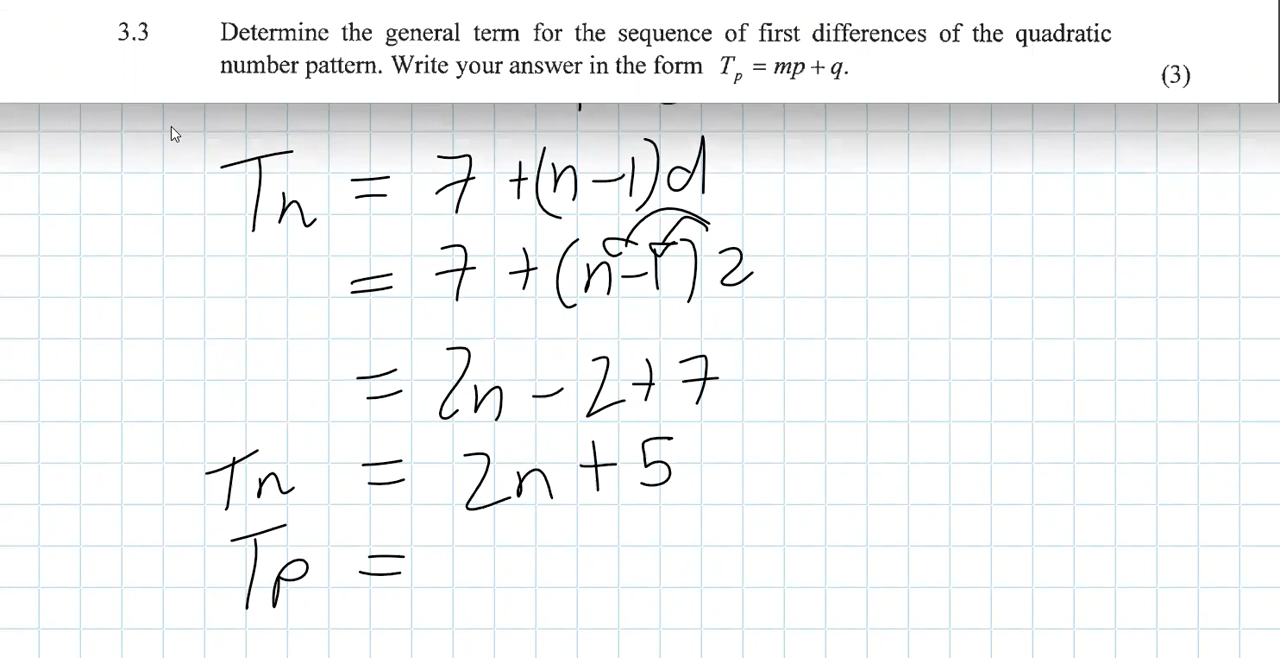 3.3 Determine the general term for the sequence of first differences of the quadratic
number pattern. Write your answer in the form Tₚ = mp + q.
(3)
Tn = 7 + (n - 1)d
= 7 + (n - 1) 2
= 2n - 2 + 7
Tn = 2n + 5
Tp =